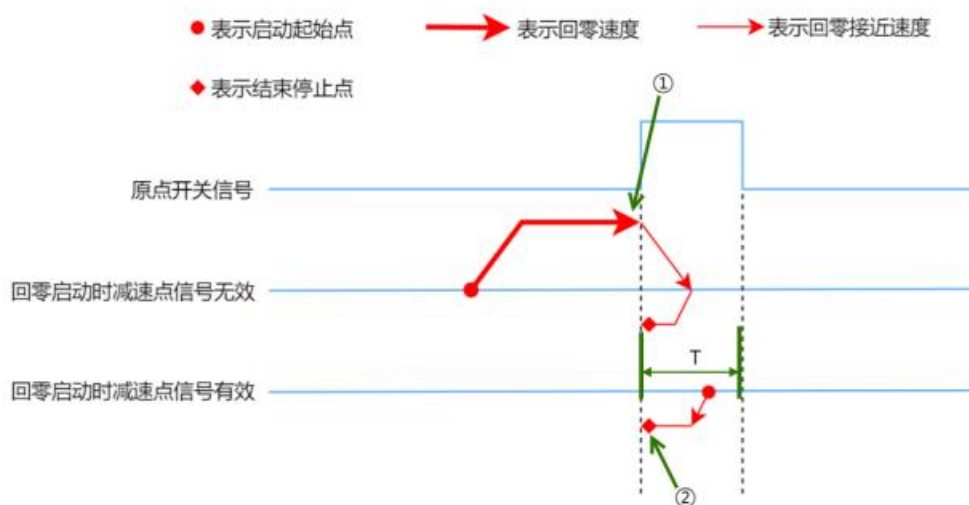 表示启动起始点
表示回零速度
表示回零接近速度
表示结束停止点
①
原点开关信号
回零启动时减速点信号无效
T
回零启动时减速点信号有效
②